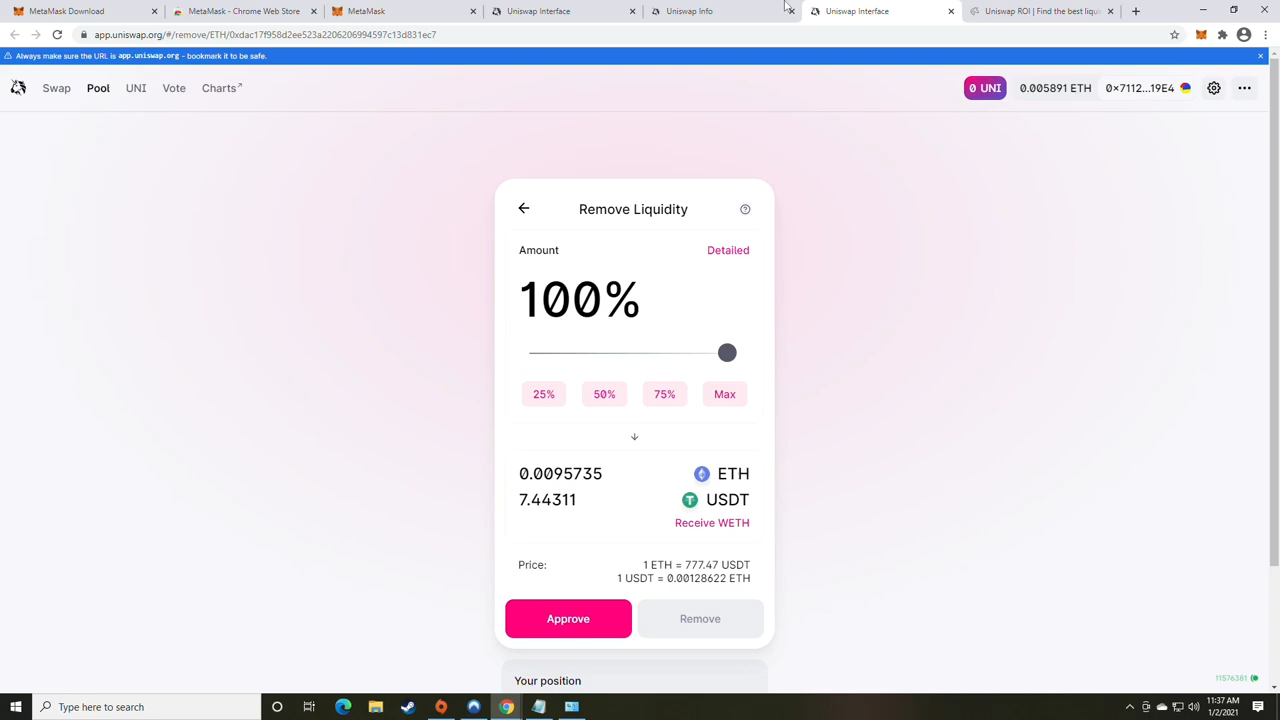 MetaMask Download
MetaMask - Chrome Web Store
MetaMask
Uniswap Interface
Uniswap Info
Uniswap Interface
Uniswap ROI | Find the best liqui
app.uniswap.org/#/remove/ETH/0xdac17f958d2ee523a2206206994597c13d831ec7
Always make sure the URL is app.uniswap.org - bookmark it to be safe.
Swap Pool UNI Vote Charts↗
0 UNI 0.005891 ETH 0x7112...19E4
Remove Liquidity
Amount Detailed
100%
25% 50% 75% Max
0.0095735 ETH
7.44311 USDT
Receive WETH
Price: 1 ETH = 777.47 USDT
1 USDT = 0.00128622 ETH
Approve Remove
Your position
11576381
Type here to search
11:37 AM
1/2/2021